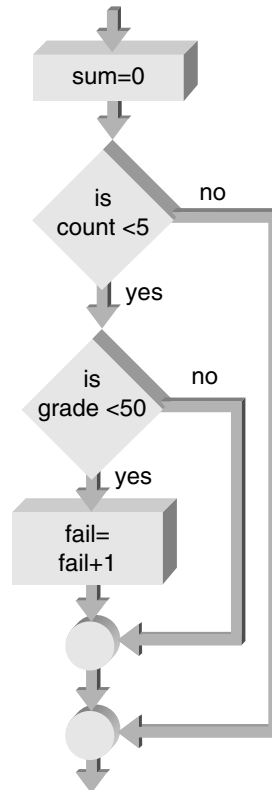 sum=0
is
count <5
no
yes
is
grade <50
no
yes
fail=
fail+1